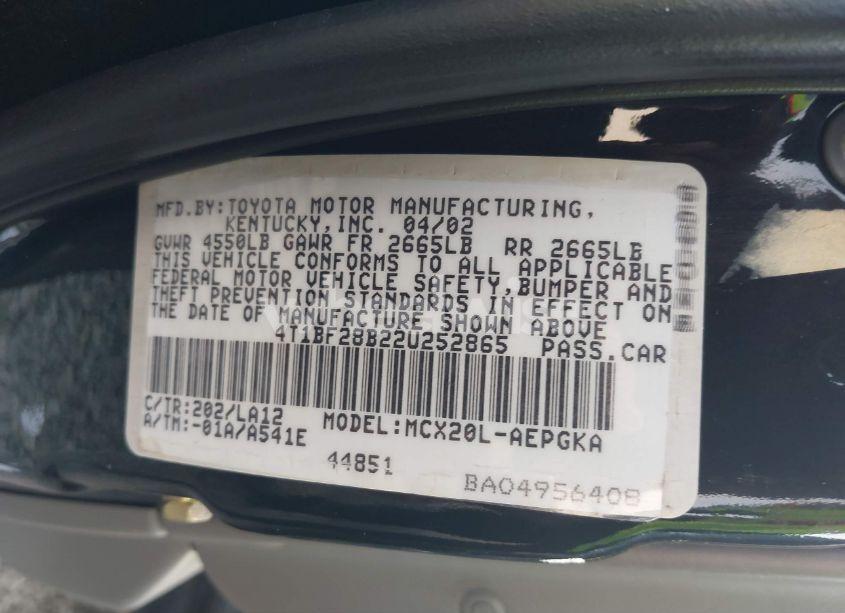 MFD.BY:TOYOTA MOTOR MANUFACTURING,
KENTUCKY,INC. 04/02
GVWR 4550LB GAWR FR 2665LB RR 2665LB
THIS VEHICLE CONFORMS TO ALL APPLICABLE
FEDERAL MOTOR VEHICLE SAFETY,BUMPER AND
THEFT PREVENTION STANDARDS IN EFFECT ON
THE DATE OF MANUFACTURE SHOWN ABOVE
4T1BF28B22U252865 PASS.CAR
C/TR:202/LA12
A/TM:-01A/A541E MODEL:MCX20L-AEPGKA
44851
BA04956408